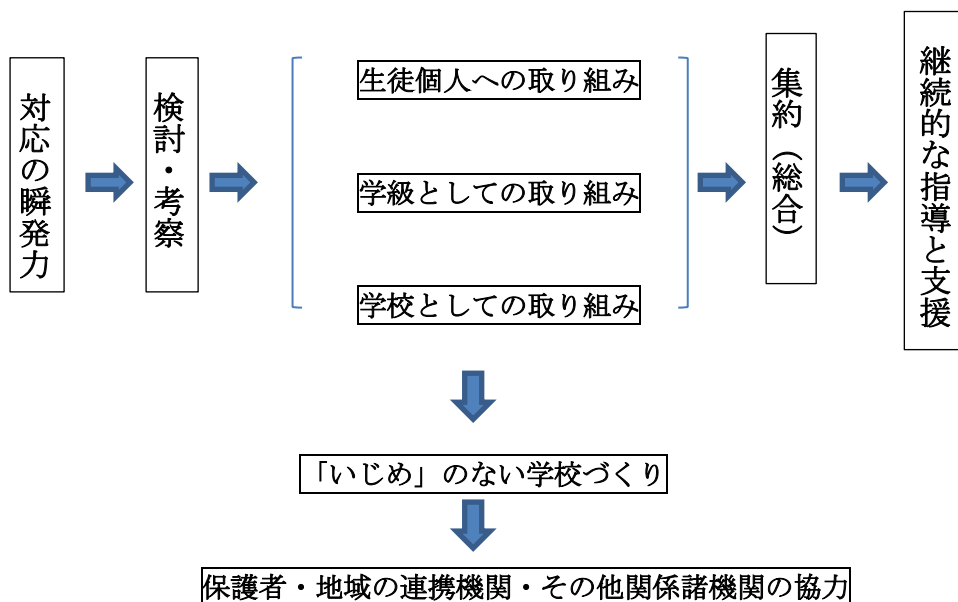 対応の瞬発力
検討・考察
生徒個人への取り組み
学級としての取り組み
学校としての取り組み
集約（総合）
継続的な指導と支援
「いじめ」のない学校づくり
保護者・地域の連携機関・その他関係諸機関の協力